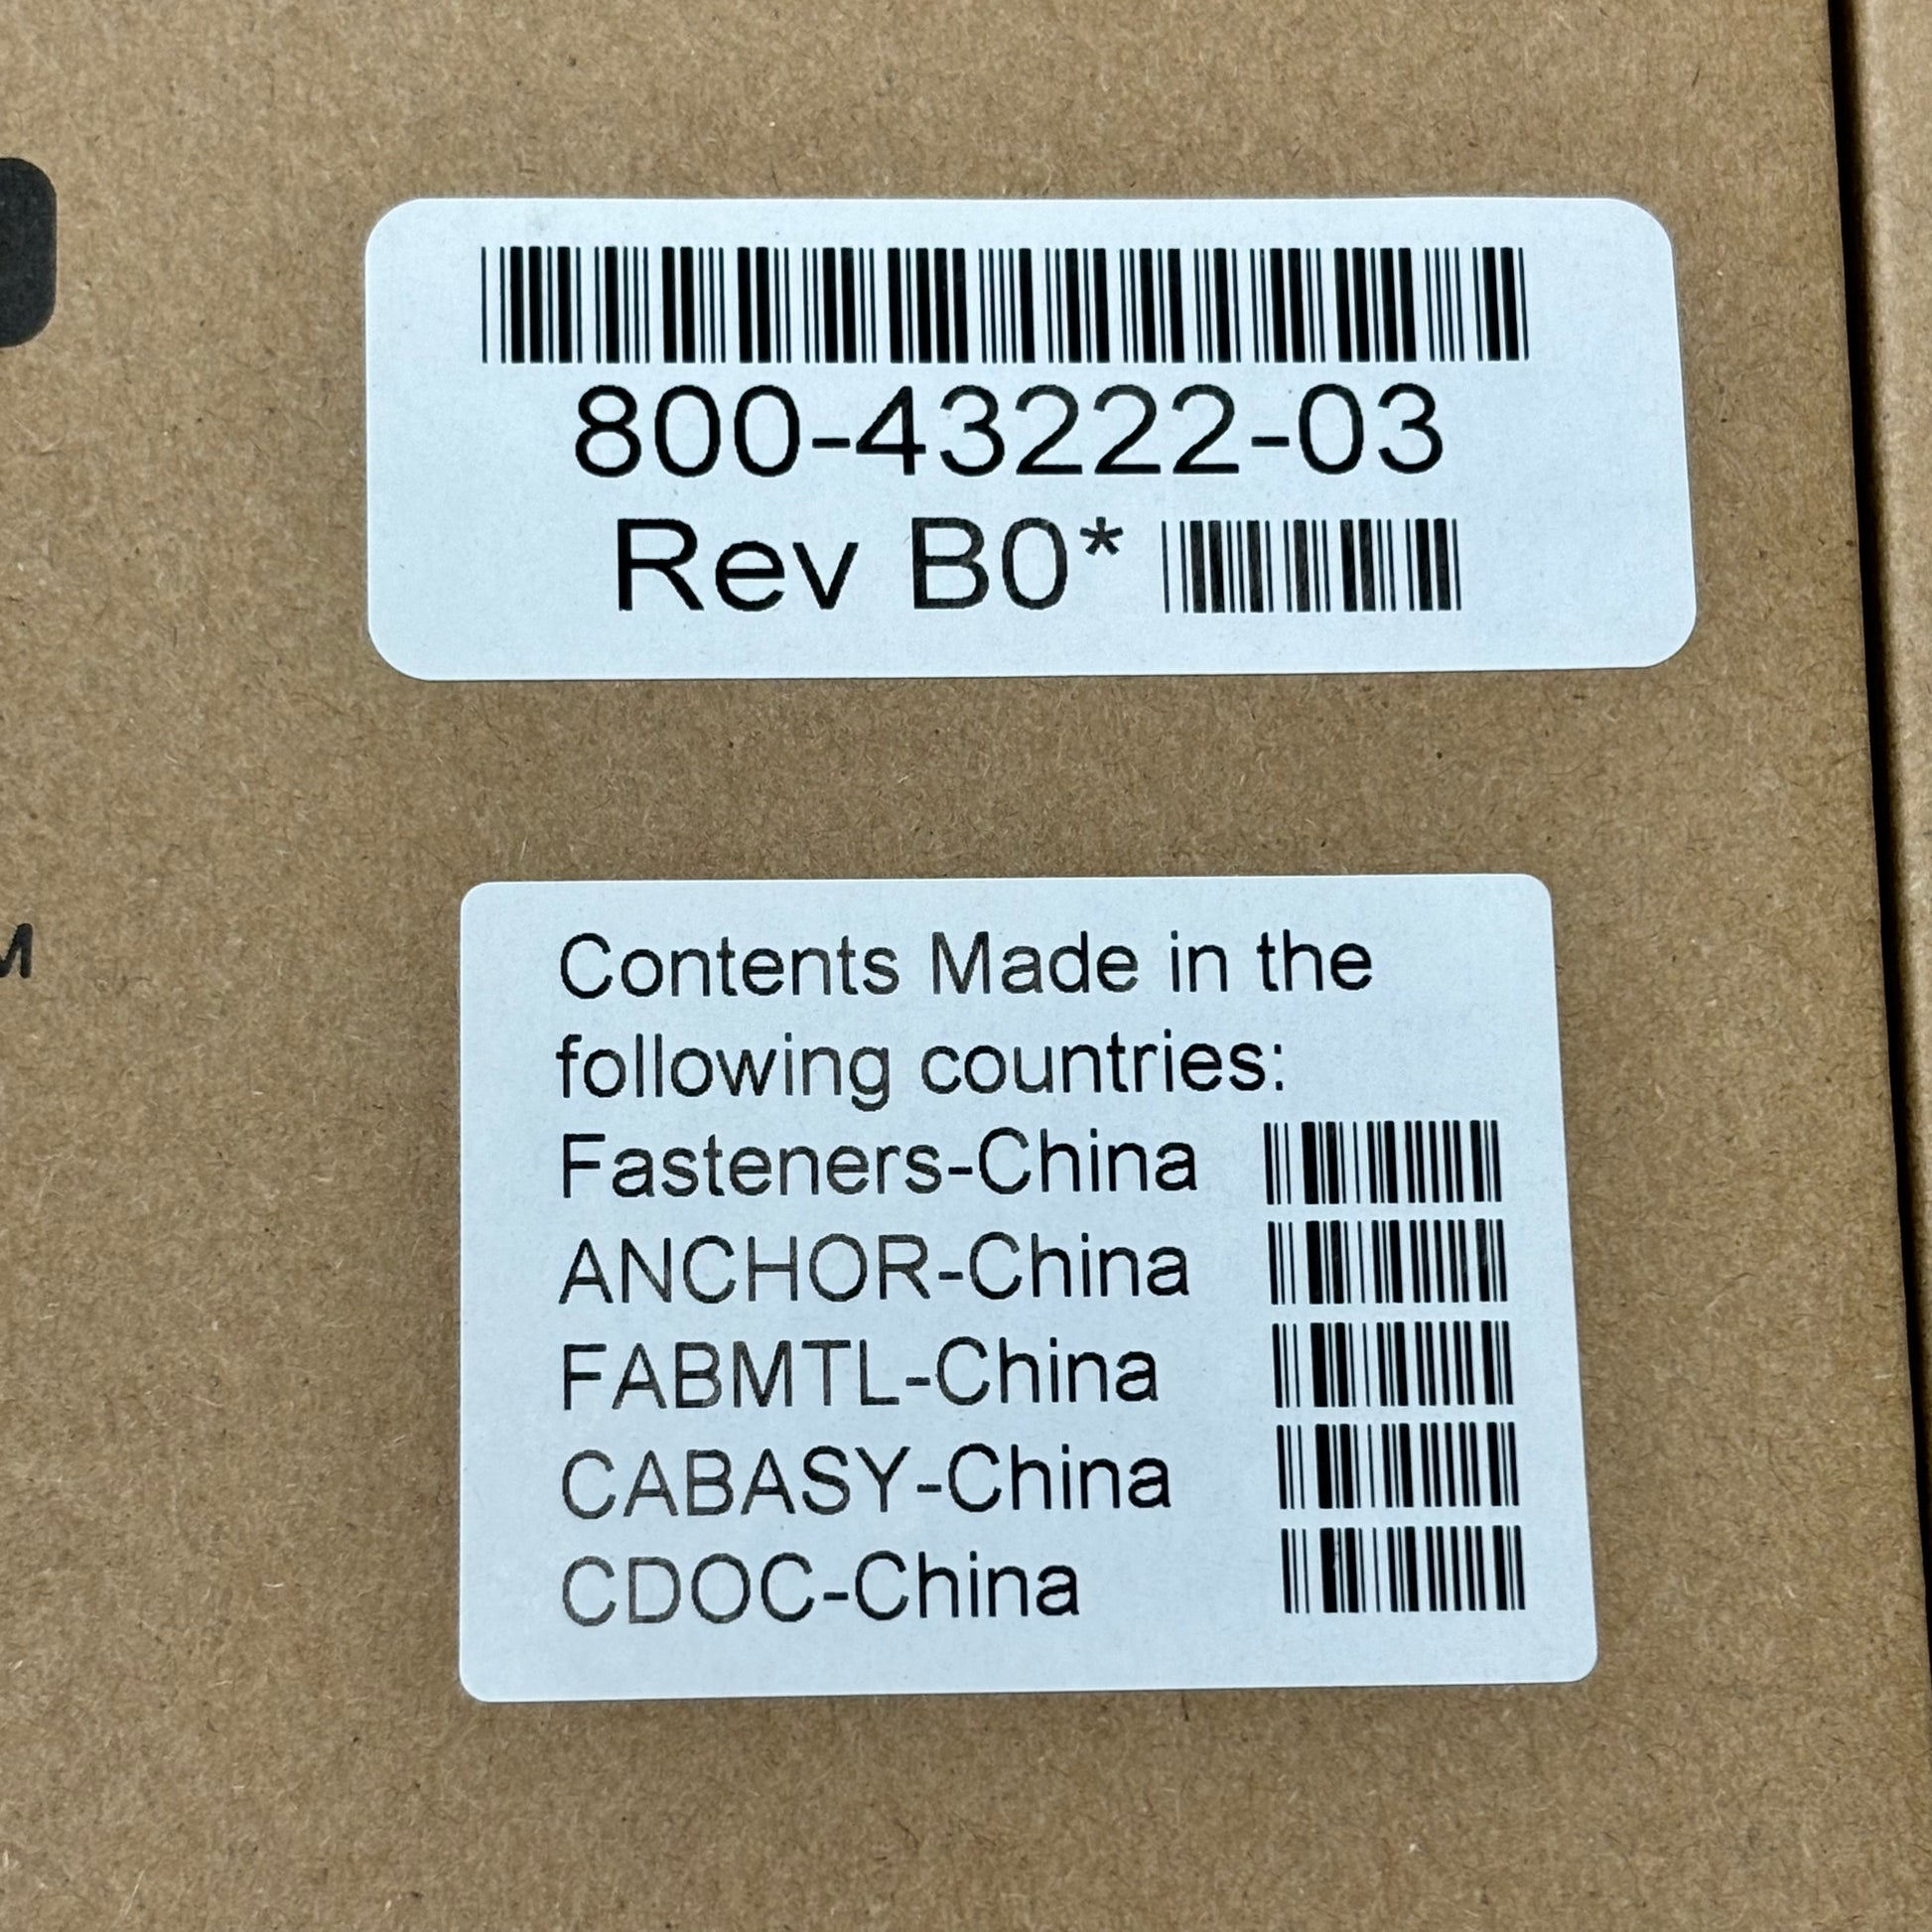 800-43222-03
Rev B0*
M
Contents Made in the
following countries:
Fasteners-China
ANCHOR-China
FABMTL-China
CABASY-China
CDOC-China